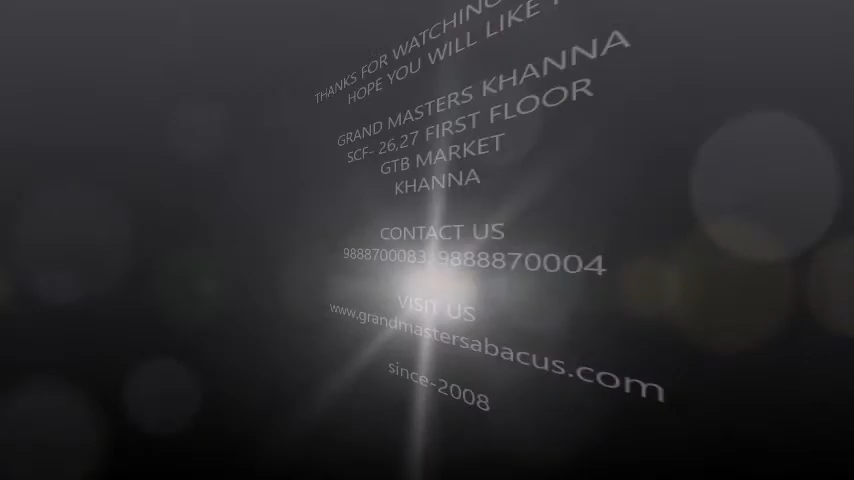 THANKS FOR WATCHING
HOPE YOU WILL LIKE
GRAND MASTERS KHANNA
SCF- 26,27 FIRST FLOOR
GTB MARKET
KHANNA
CONTACT US
9888700083, 9888870004
VISIT US
www.grandmastersabacus.com
since-2008